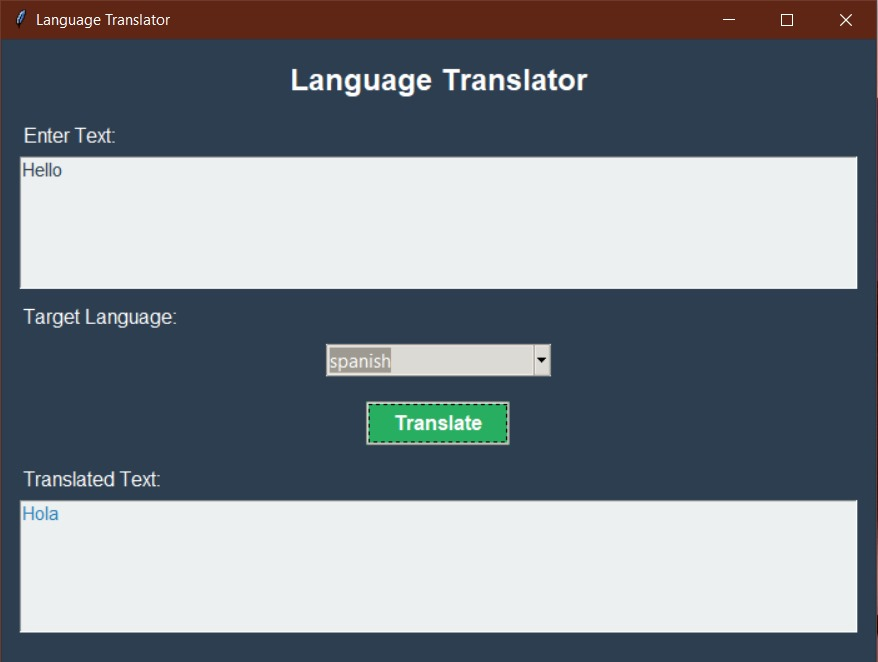 Language Translator
Language Translator
Enter Text:
Hello
Target Language:
spanish
Translate
Translated Text:
Hola